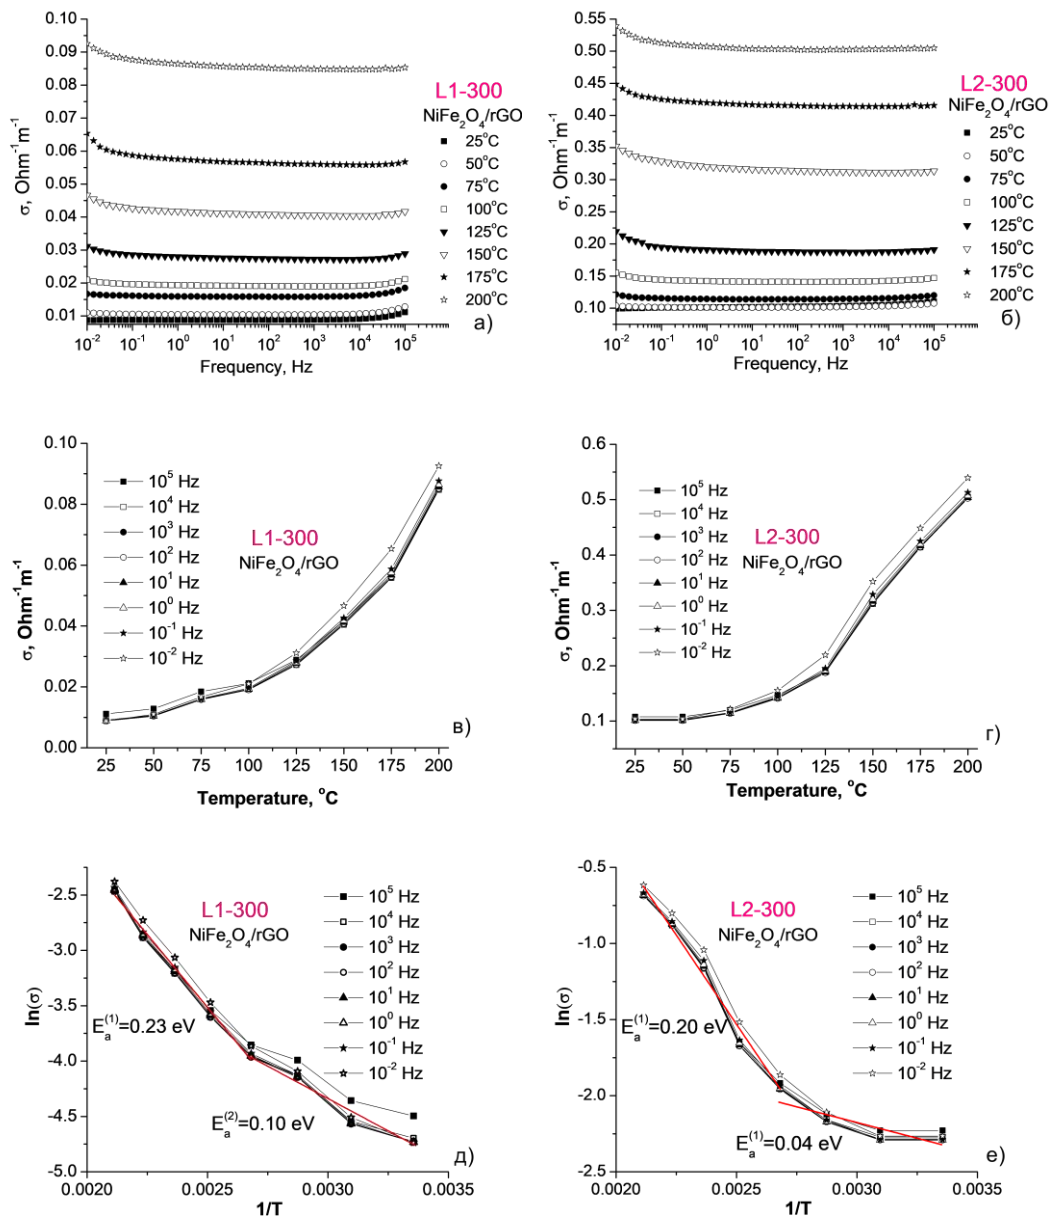 0.10
0.09
0.08
0.07
0.06
0.05
0.04
0.03
0.02
0.01
σ, Ohm⁻¹m⁻¹
10⁻² 10⁻¹ 10⁰ 10¹ 10² 10³ 10⁴ 10⁵
Frequency, Hz
L1-300
NiFe₂O₄/rGO
25°C
50°C
75°C
100°C
125°C
150°C
175°C
200°C
а)
0.55
0.50
0.45
0.40
0.35
0.30
0.25
0.20
0.15
0.10
σ, Ohm⁻¹m⁻¹
10⁻² 10⁻¹ 10⁰ 10¹ 10² 10³ 10⁴ 10⁵
Frequency, Hz
L2-300
NiFe₂O₄/rGO
25°C
50°C
75°C
100°C
125°C
150°C
175°C
200°C
б)
0.10
0.08
0.06
0.04
0.02
0.00
σ, Ohm⁻¹m⁻¹
10⁵ Hz
10⁴ Hz
10³ Hz
10² Hz
10¹ Hz
10⁰ Hz
10⁻¹ Hz
10⁻² Hz
L1-300
NiFe₂O₄/rGO
в)
25 50 75 100 125 150 175 200
Temperature, °C
0.6
0.5
0.4
0.3
0.2
0.1
σ, Ohm⁻¹m⁻¹
10⁵ Hz
10⁴ Hz
10³ Hz
10² Hz
10¹ Hz
10⁰ Hz
10⁻¹ Hz
10⁻² Hz
L2-300
NiFe₂O₄/rGO
г)
25 50 75 100 125 150 175 200
Temperature, °C
-2.5
-3.0
-3.5
-4.0
-4.5
-5.0
ln(σ)
L1-300
NiFe₂O₄/rGO
10⁵ Hz
10⁴ Hz
10³ Hz
10² Hz
10¹ Hz
10⁰ Hz
10⁻¹ Hz
10⁻² Hz
Eₐ⁽¹⁾=0.23 eV
Eₐ⁽²⁾=0.10 eV
д)
0.0020 0.0025 0.0030 0.0035
1/T
-0.5
-1.0
-1.5
-2.0
-2.5
ln(σ)
L2-300
NiFe₂O₄/rGO
10⁵ Hz
10⁴ Hz
10³ Hz
10² Hz
10¹ Hz
10⁰ Hz
10⁻¹ Hz
10⁻² Hz
Eₐ⁽¹⁾=0.20 eV
Eₐ⁽¹⁾=0.04 eV
е)
0.0020 0.0025 0.0030 0.0035
1/T